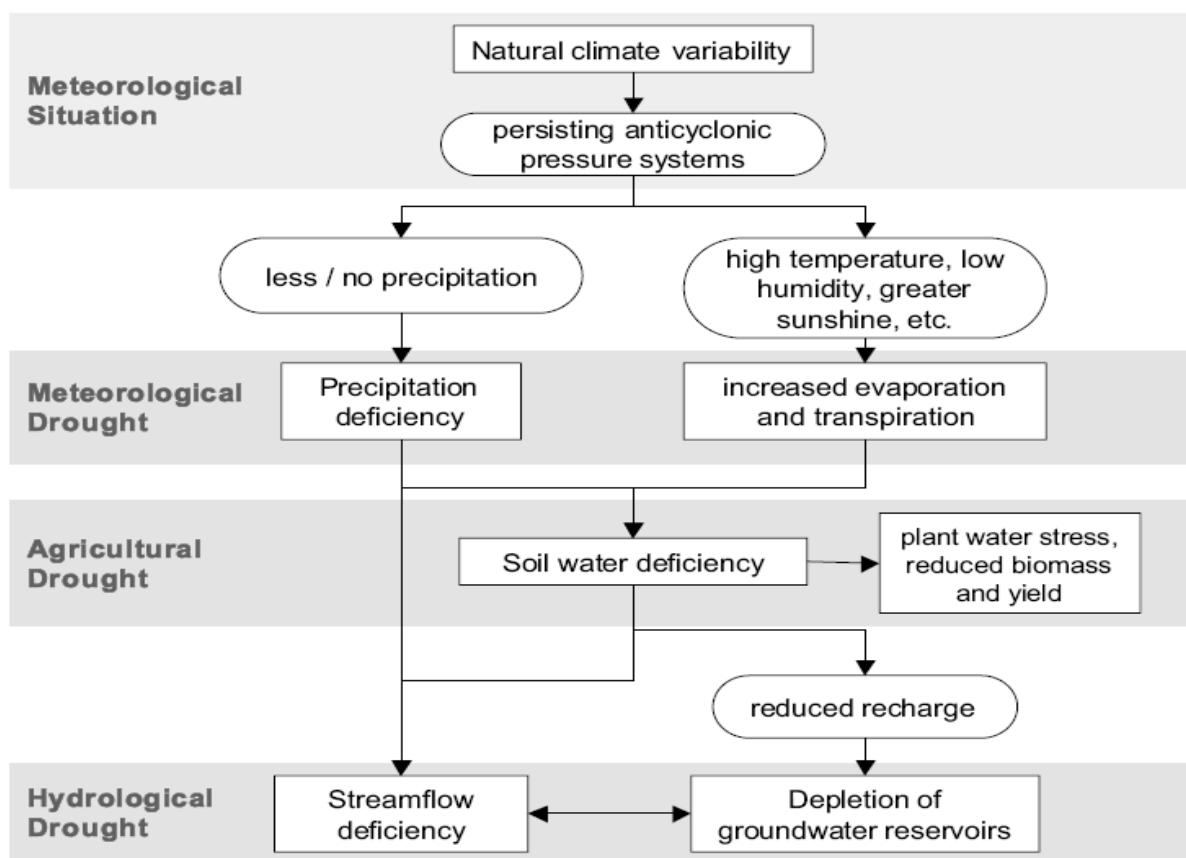 Natural climate variability
Meteorological
Situation
persisting anticyclonic
pressure systems
less / no precipitation
high temperature, low
humidity, greater
sunshine, etc.
Meteorological
Drought
Precipitation
deficiency
increased evaporation
and transpiration
Agricultural
Drought
Soil water deficiency
plant water stress,
reduced biomass
and yield
reduced recharge
Hydrological
Drought
Streamflow
deficiency
Depletion of
groundwater reservoirs